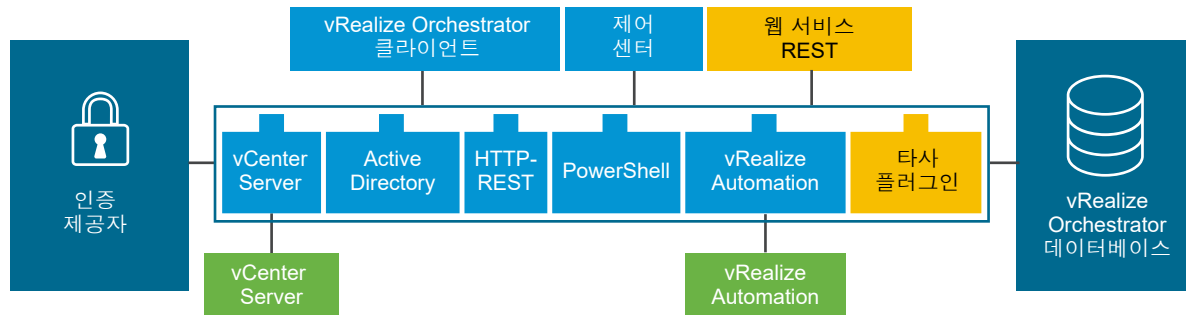 vRealize Orchestrator
클라이언트
제어
센터
웹 서비스
REST
인증
제공자
vCenter
Server
Active
Directory
HTTP-
REST
PowerShell
vRealize
Automation
타사
플러그인
vRealize
Orchestrator
데이터베이스
vCenter
Server
vRealize
Automation